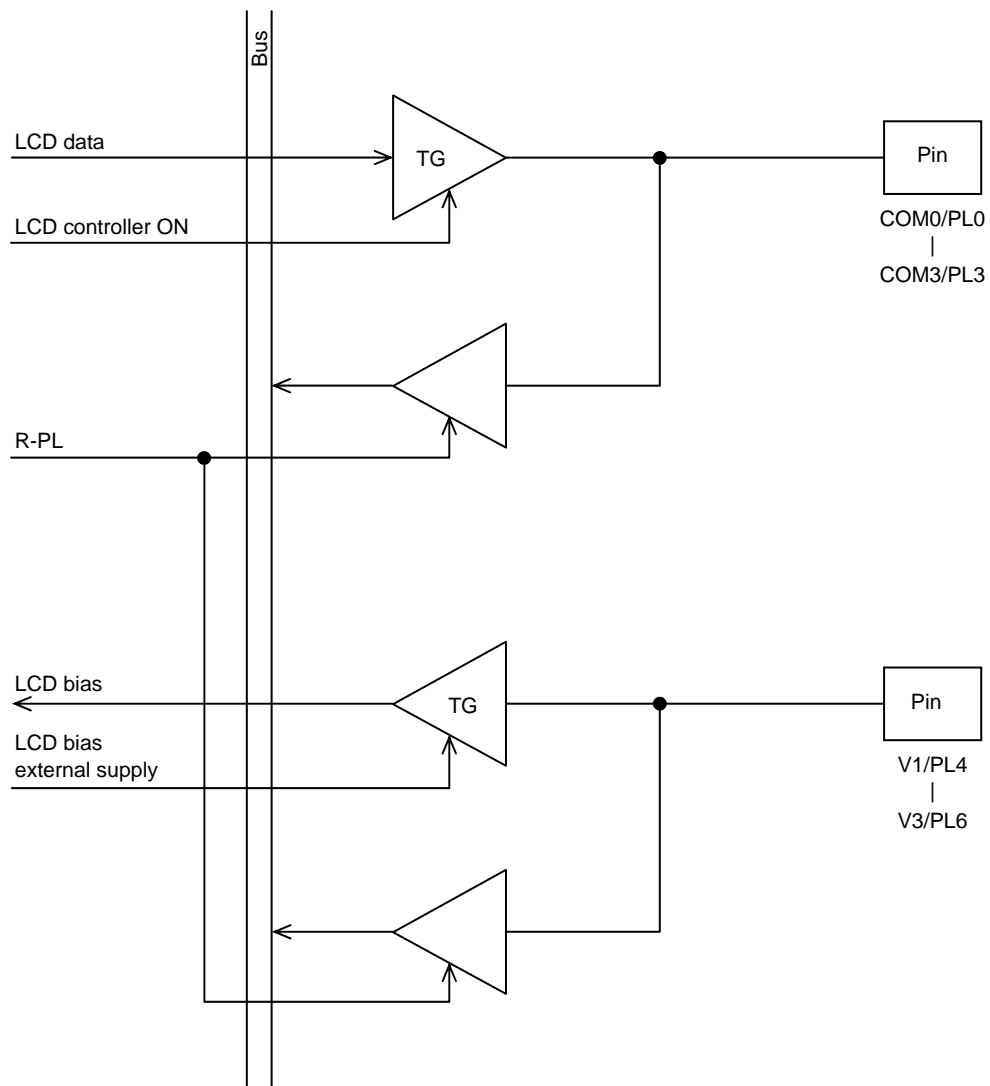 Bus
LCD data
TG
Pin
LCD controller ON
COM0/PL0
|
COM3/PL3
R-PL
LCD bias
TG
Pin
LCD bias
external supply
V1/PL4
|
V3/PL6